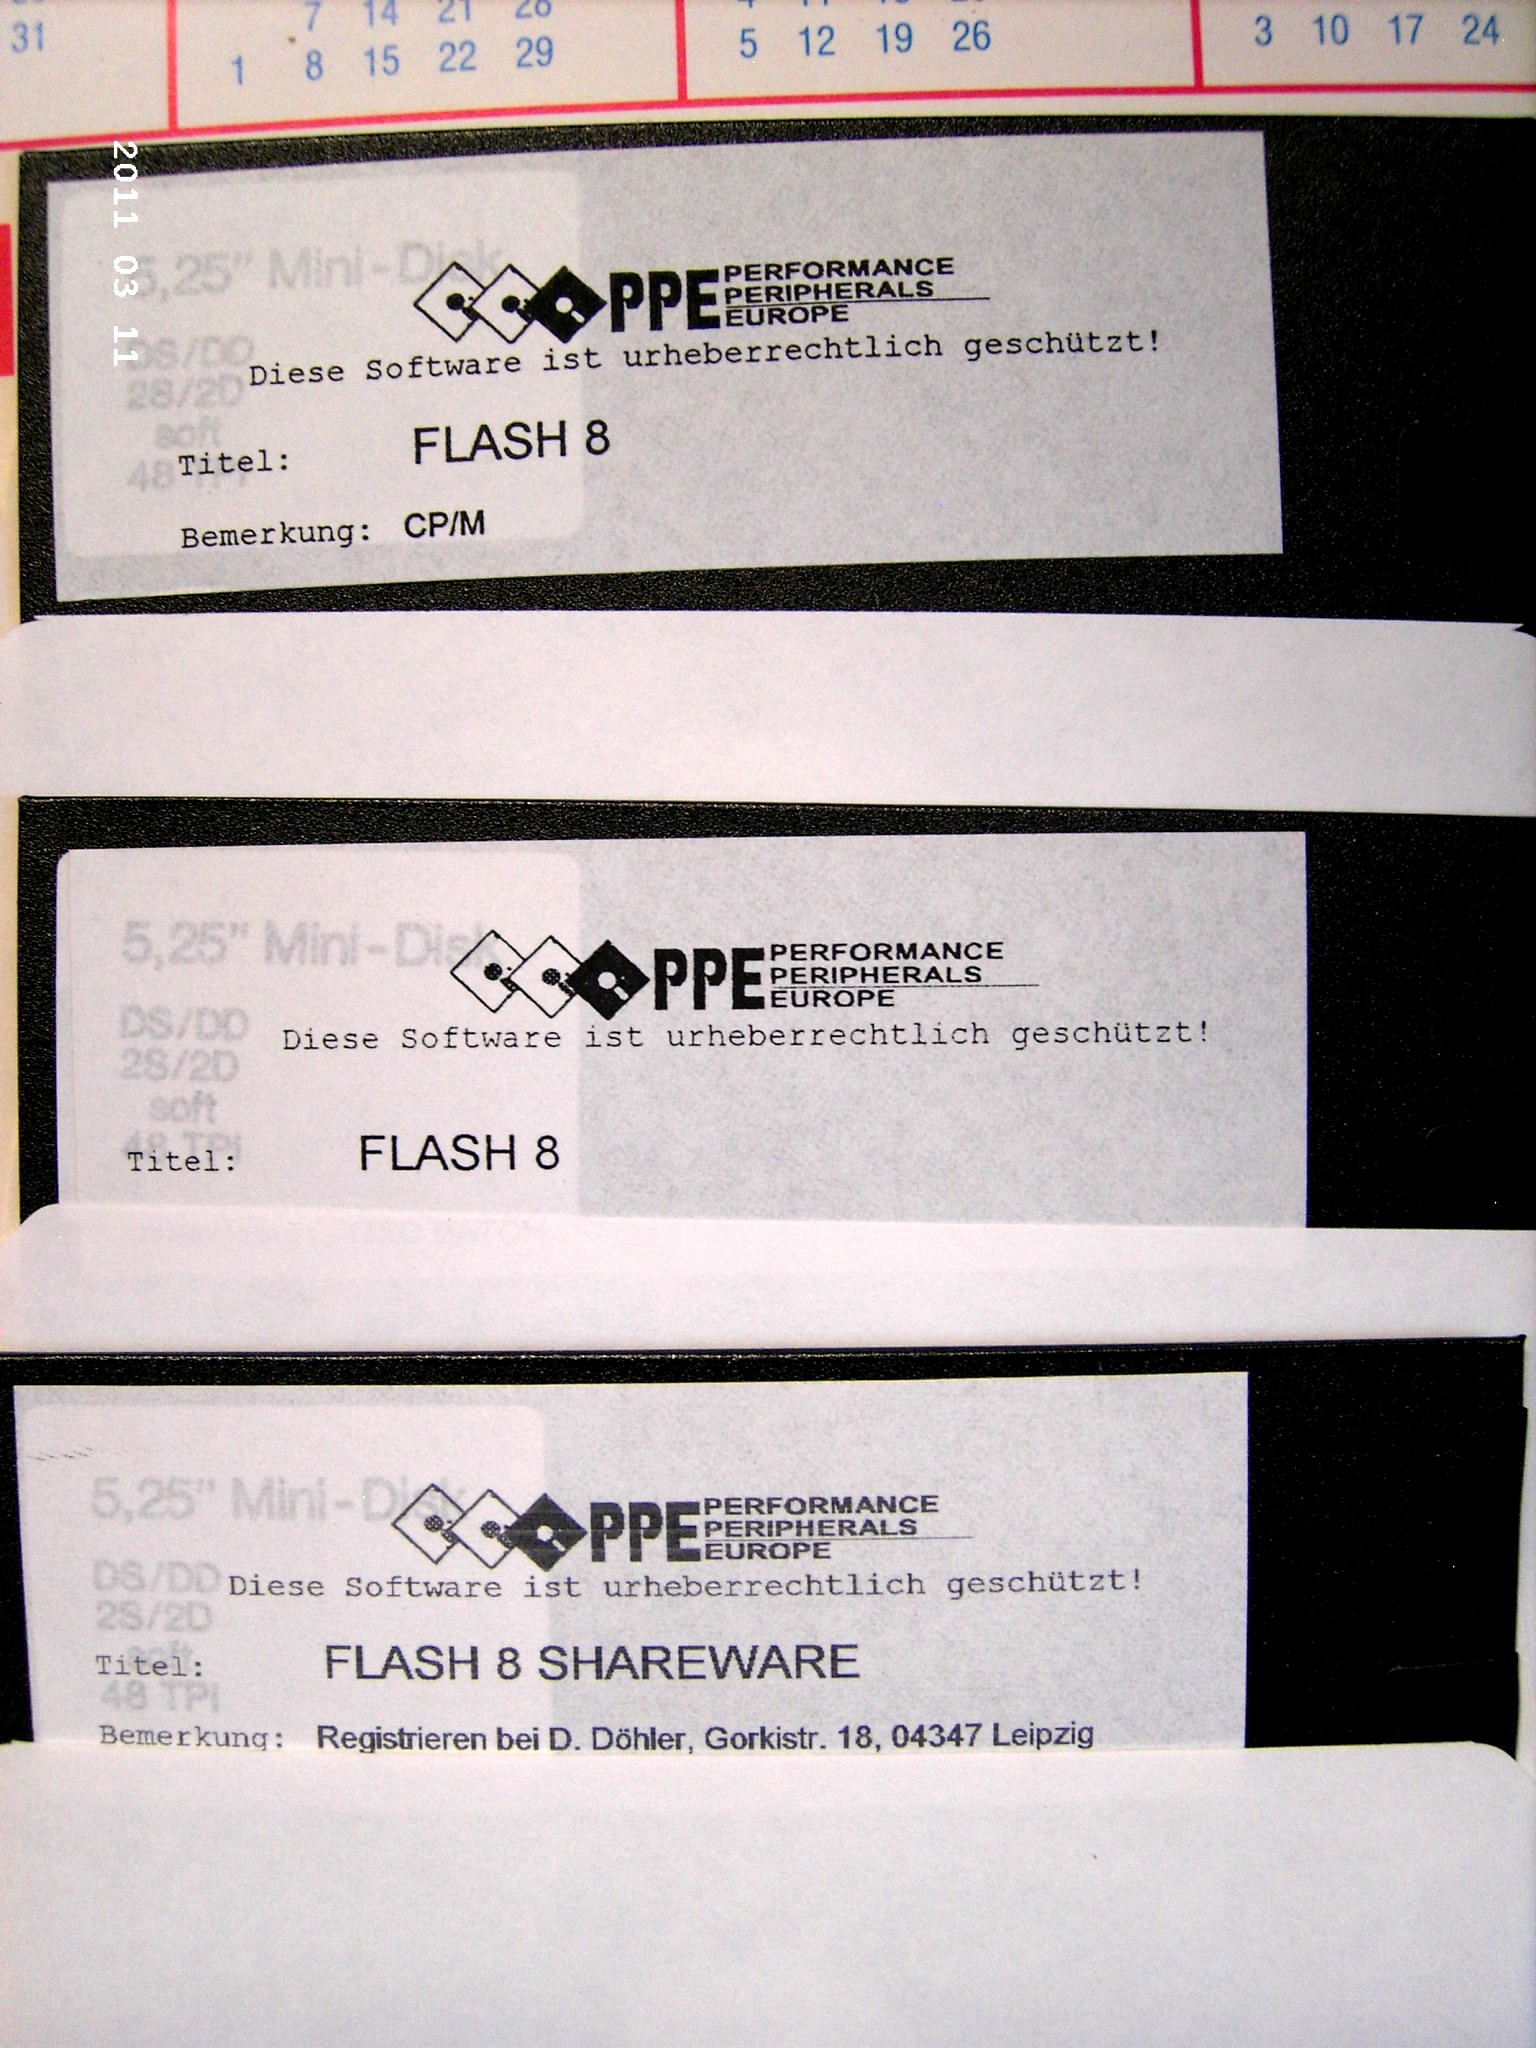 31
7 14 21 28
1 8 15 22 29
5 12 19 26
3 10 17 24
2011 03 11
5,25" Mini-Disk
PPE PERFORMANCE
PERIPHERALS
EUROPE
DS/DD
Diese Software ist urheberrechtlich geschützt!
2S/2D
soft
Titel: FLASH 8
48 TPI
Bemerkung: CP/M
5,25" Mini-Disk
PPE PERFORMANCE
PERIPHERALS
EUROPE
DS/DD
Diese Software ist urheberrechtlich geschützt!
2S/2D
soft
48 TPI
Titel: FLASH 8
5,25" Mini-Disk
PPE PERFORMANCE
PERIPHERALS
EUROPE
DS/DD
Diese Software ist urheberrechtlich geschützt!
2S/2D
soft
Titel: FLASH 8 SHAREWARE
48 TPI
Bemerkung: Registrieren bei D. Döhler, Gorkistr. 18, 04347 Leipzig